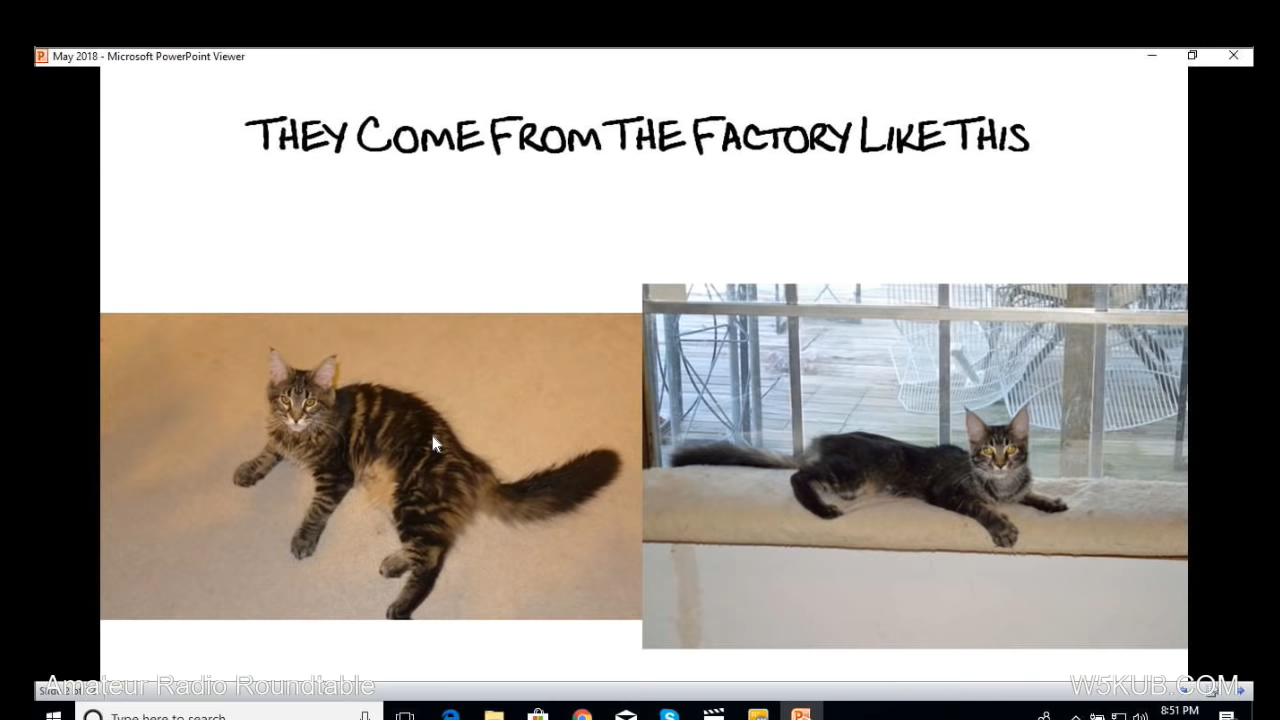 May 2018 - Microsoft PowerPoint Viewer
THEY COME FROM THE FACTORY LIKE THIS
Amateur Radio Roundtable
W5KUB.COM
Type here to search
8:51 PM